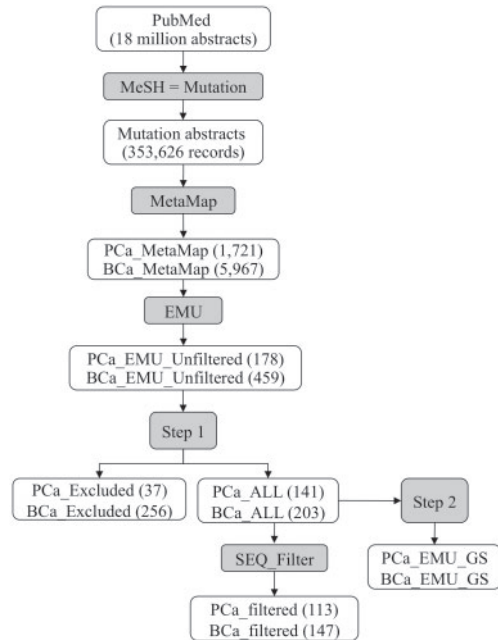 PubMed
(18 million abstracts)
MeSH = Mutation
Mutation abstracts
(353,626 records)
MetaMap
PCa_MetaMap (1,721)
BCa_MetaMap (5,967)
EMU
PCa_EMU_Unfiltered (178)
BCa_EMU_Unfiltered (459)
Step 1
PCa_Excluded (37)
BCa_Excluded (256)
PCa_ALL (141)
BCa_ALL (203)
Step 2
SEQ_Filter
PCa_EMU_GS
BCa_EMU_GS
PCa_filtered (113)
BCa_filtered (147)